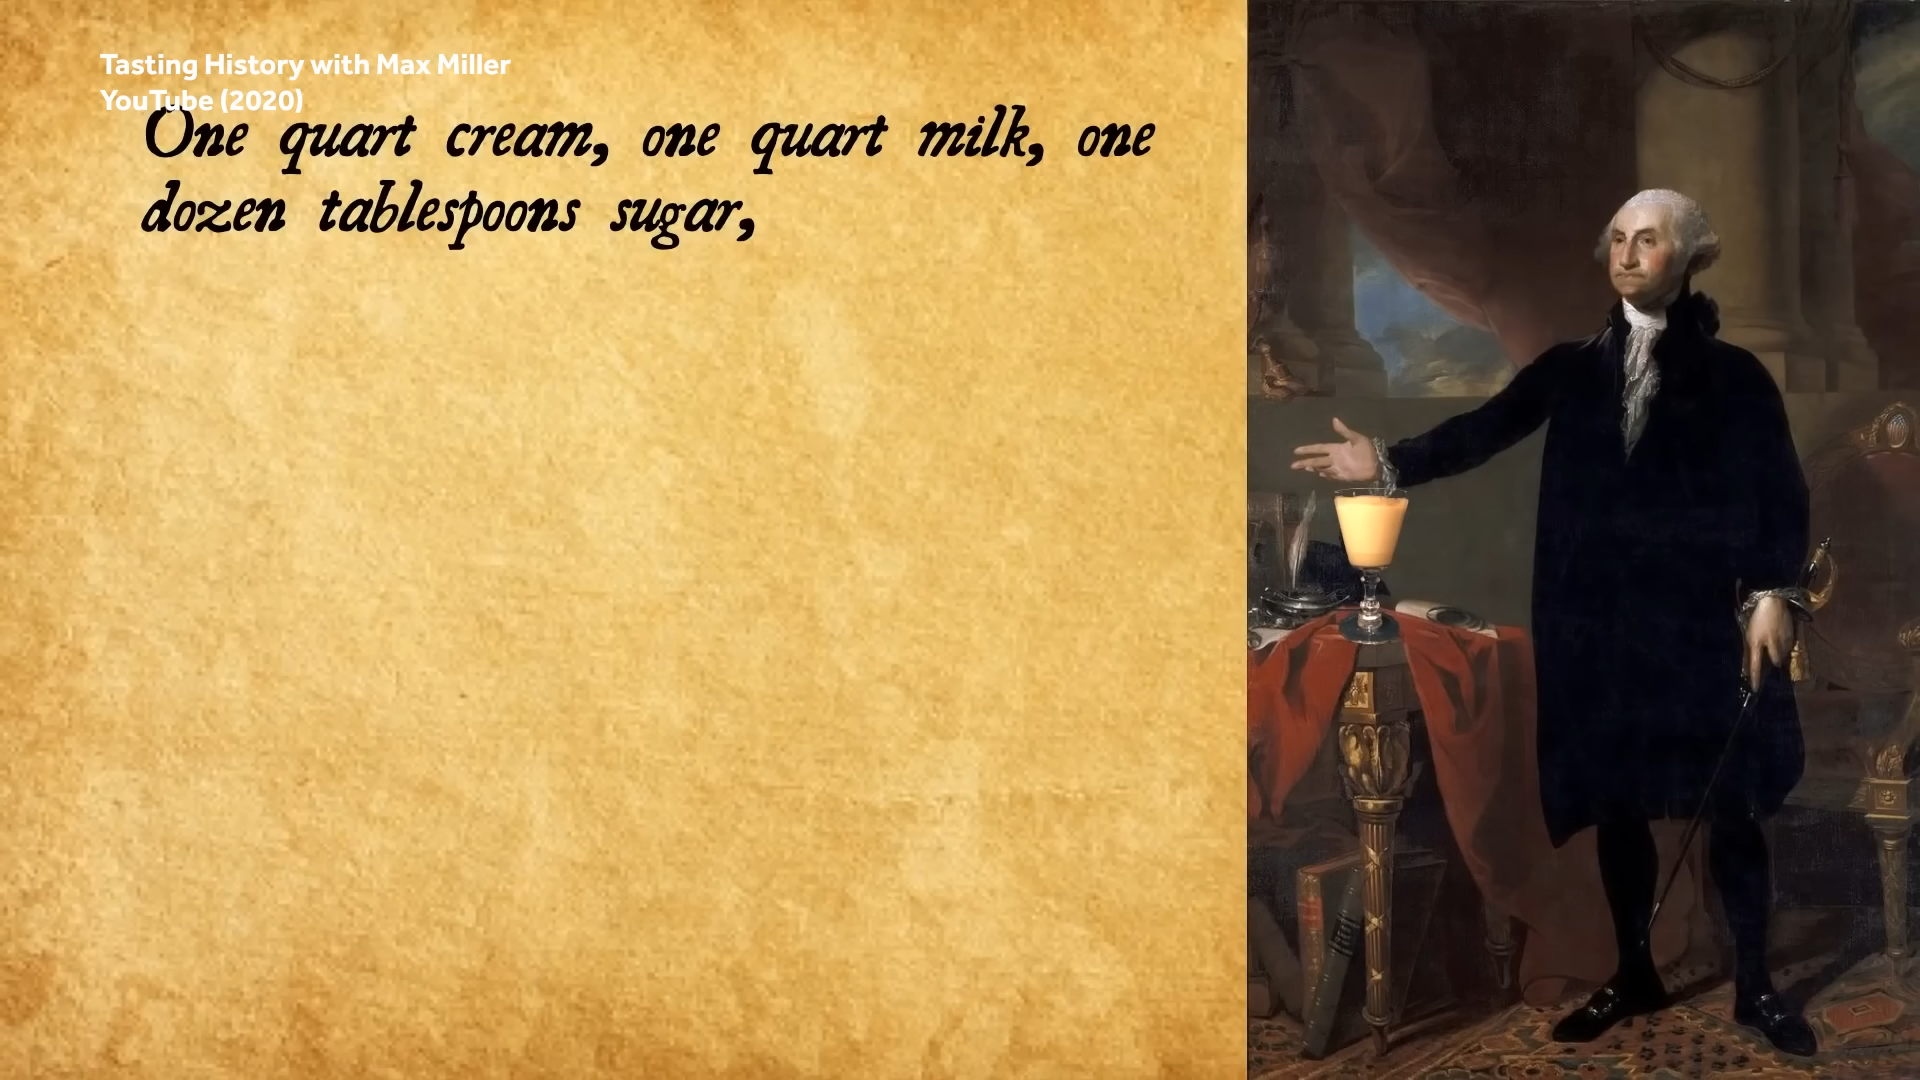 Tasting History with Max Miller
YouTube (2020)
One quart cream, one quart milk, one
dozen tablespoons sugar,